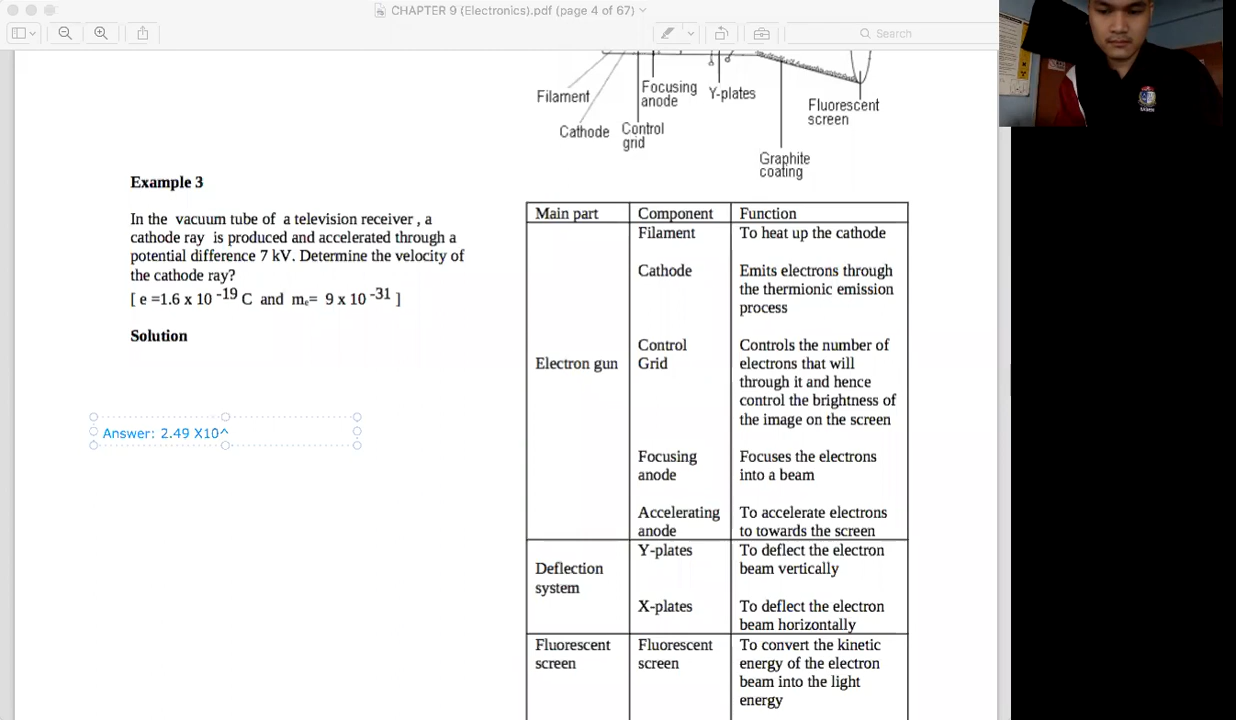 CHAPTER 9 (Electronics).pdf (page 4 of 67)
Search
Filament
Cathode
Control
grid
Focusing
anode
Y-plates
Graphite
coating
Fluorescent
screen
Example 3
In the vacuum tube of a television receiver , a
cathode ray is produced and accelerated through a
potential difference 7 kV. Determine the velocity of
the cathode ray?
[ e =1.6 x 10 -19 C and me= 9 x 10 -31 ]
Solution
Answer: 2.49 X10^
Main part Component Function
Filament To heat up the cathode
Cathode Emits electrons through
the thermionic emission
process
Control Controls the number of
Electron gun Grid electrons that will
through it and hence
control the brightness of
the image on the screen
Focusing Focuses the electrons
anode into a beam
Accelerating To accelerate electrons
anode to towards the screen
Y-plates To deflect the electron
Deflection beam vertically
system
X-plates To deflect the electron
beam horizontally
Fluorescent Fluorescent To convert the kinetic
screen screen energy of the electron
beam into the light
energy